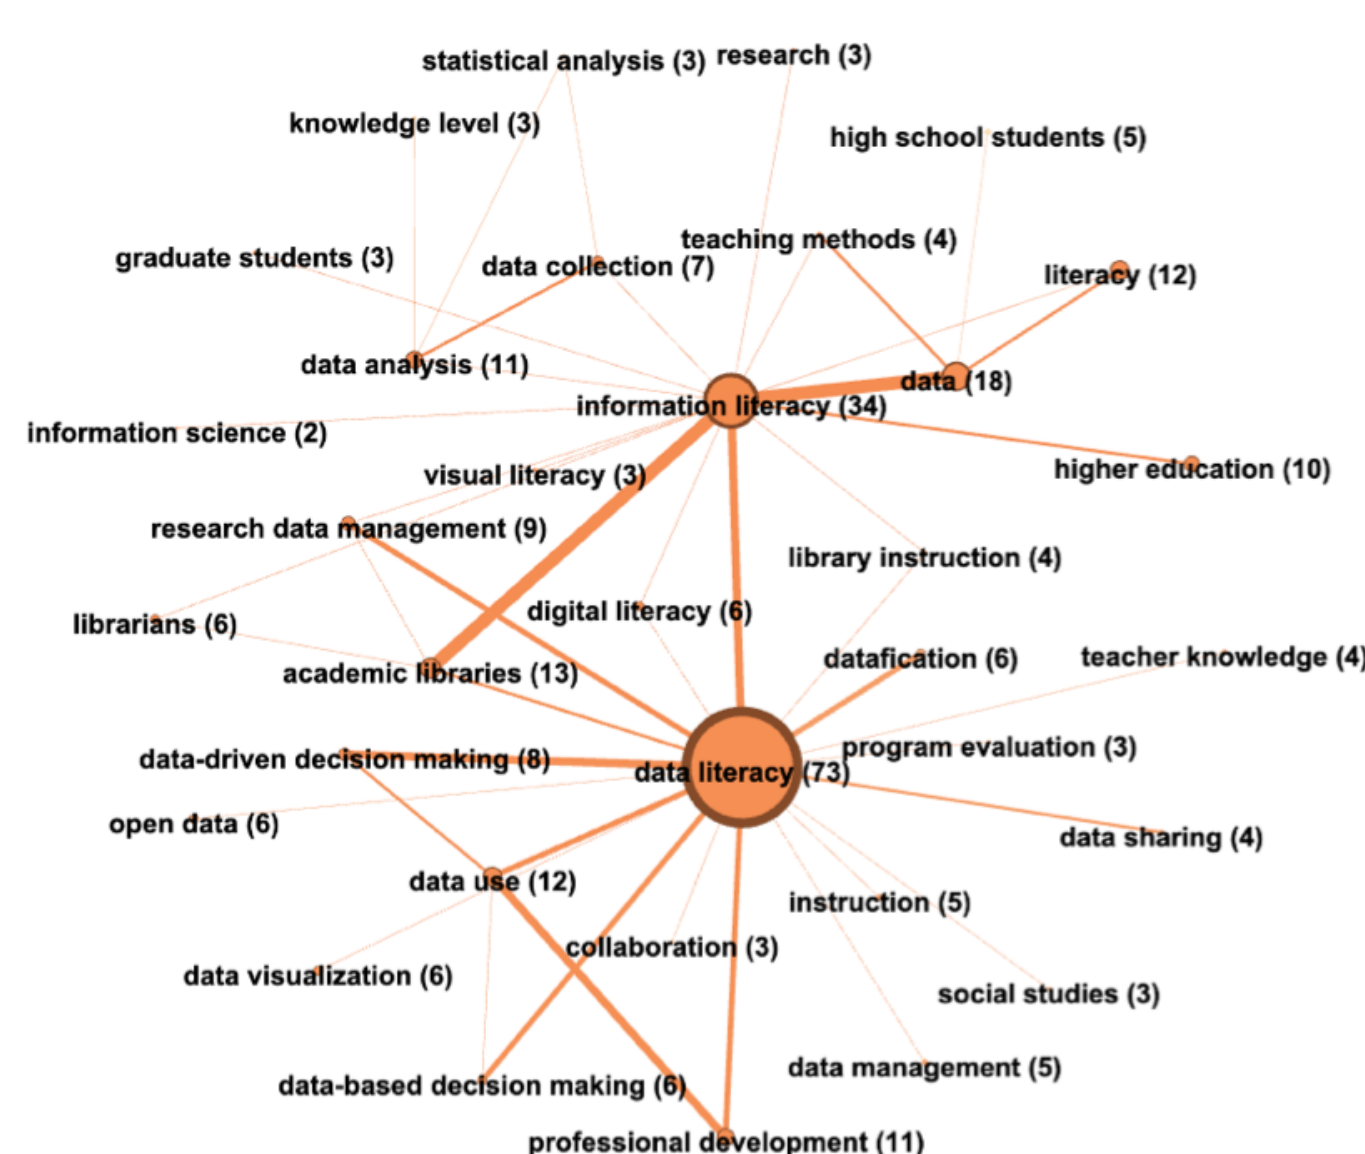 statistical analysis (3)
research (3)
knowledge level (3)
high school students (5)
teaching methods (4)
graduate students (3)
data collection (7)
literacy (12)
data analysis (11)
data (18)
information literacy (34)
information science (2)
visual literacy (3)
higher education (10)
research data management (9)
library instruction (4)
digital literacy (6)
librarians (6)
datafication (6)
teacher knowledge (4)
academic libraries (13)
program evaluation (3)
data-driven decision making (8)
data literacy (73)
open data (6)
data sharing (4)
data use (12)
instruction (5)
collaboration (3)
data visualization (6)
social studies (3)
data management (5)
data-based decision making (6)
professional development (11)